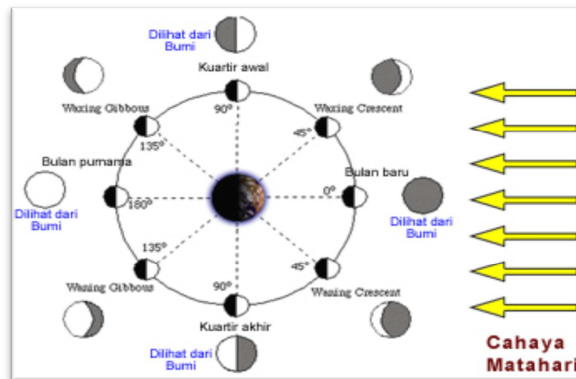 Dilihat dari
Bumi
Kuartir awal
90°
Waxing Gibbous
Waxing Crescent
135°
45°
Bulan purnama
Bulan baru
180°
0°
Dilihat dari
Bumi
Dilihat dari
Bumi
135°
45°
90°
Waning Gibbous
Waning Crescent
Kuartir akhir
Dilihat dari
Bumi
Cahaya
Matahari